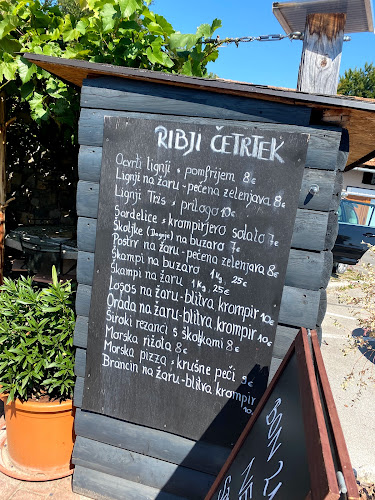 RIBJI ČETRTEK
Ocvrti lignji s pomfrijem 8€
Lignji na žaru - pečena zelenjava 8€
Lignji Tržs prilogo 10€
Sardelice s krompirjevo solato 7€
Školjke na buzaro 7€
Postrv na žaru - pečena zelenjava 8€
Škampi na buzaro 1kg 25€
Škampi na žaru 1kg 25€
Losos na žaru - blitva krompir 10€
Orada na žaru - blitva krompir 10€
Široki rezanci s školjkami 8€
Morska rižota 8€
Morska pizza - krušne peči 9€
Brancin na žaru - blitva krompir